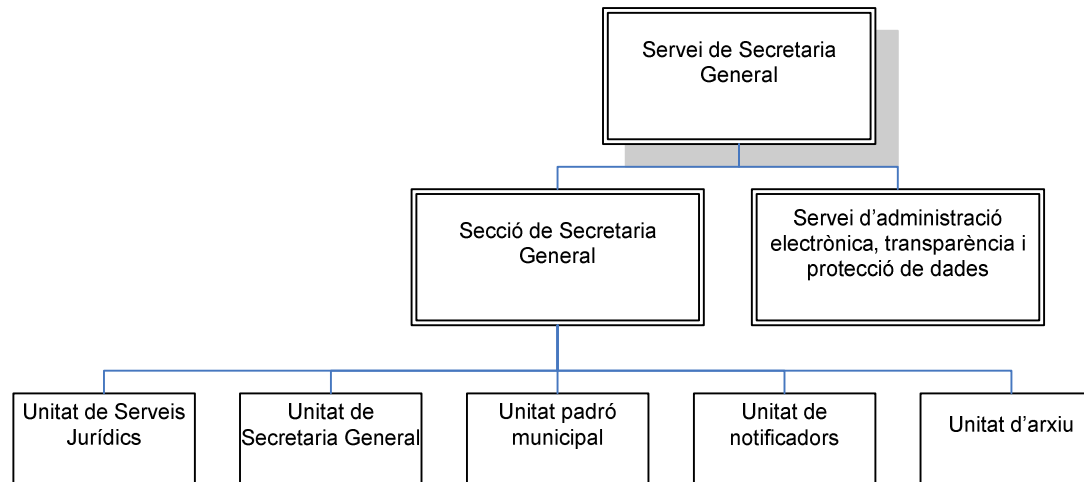 Servei de Secretaria
General
Secció de Secretaria
General
Servei d’administració
electrònica, transparència i
protecció de dades
Unitat de Serveis
Jurídics
Unitat de
Secretaria General
Unitat padró
municipal
Unitat de
notificadors
Unitat d’arxiu